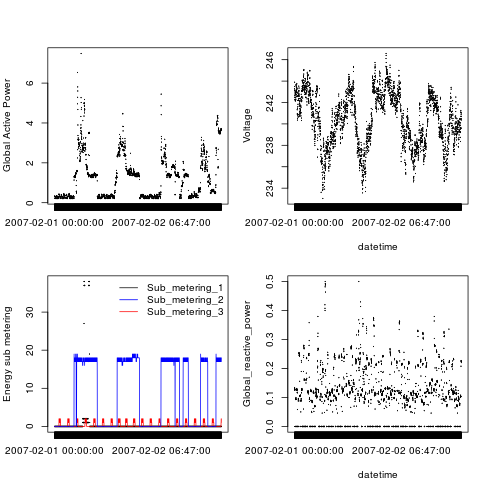 Global Active Power
0 2 4 6
2007-02-01 00:00:00 2007-02-02 06:47:00
Voltage
234 238 242 246
2007-02-01 00:00:00 2007-02-02 06:47:00
datetime
Energy sub metering
0 10 20 30
Sub_metering_1
Sub_metering_2
Sub_metering_3
2007-02-01 00:00:00 2007-02-02 06:47:00
Global_reactive_power
0.0 0.1 0.2 0.3 0.4 0.5
2007-02-01 00:00:00 2007-02-02 06:47:00
datetime